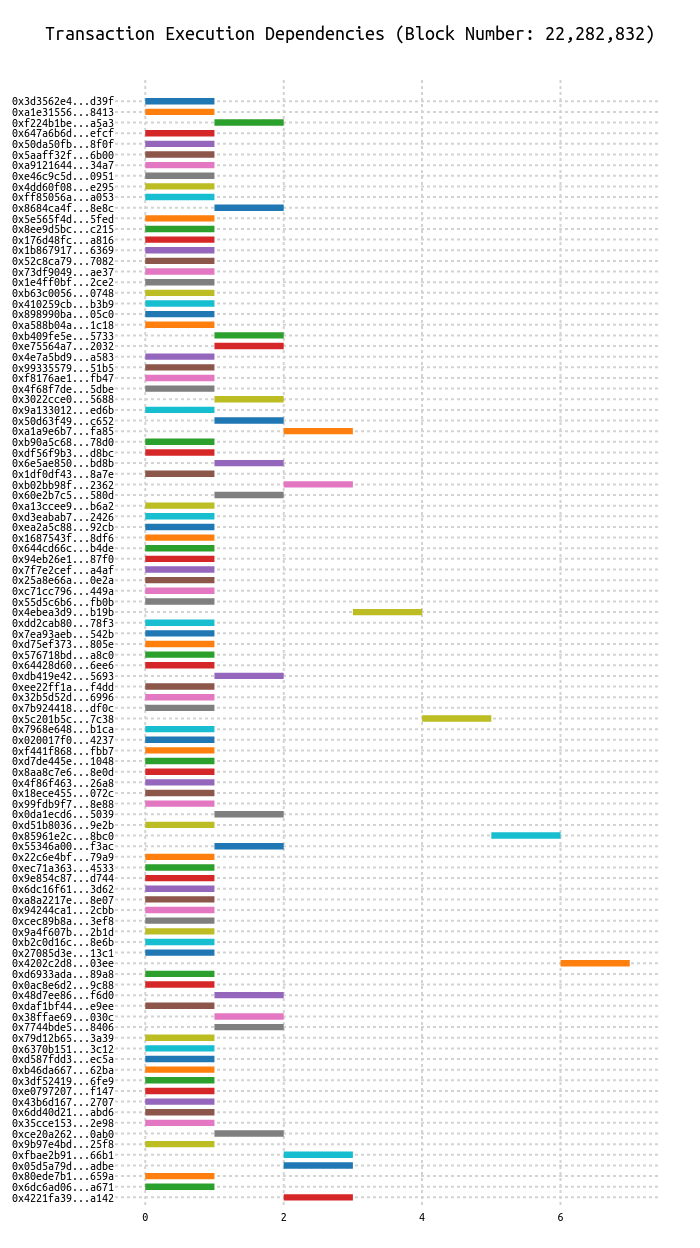 Transaction Execution Dependencies (Block Number: 22,282,832)
0x3d3562e4...d39f
0xa1e31556...8413
0xf224b1be...a5a3
0x647a6b6d...efcf
0x50da50fb...8f0f
0x5aaff32f...6b00
0xa9121644...34a7
0xe46c9c5d...0951
0x4dd60f08...e295
0xff85056a...a053
0x8684ca4f...8e8c
0x5e565f4d...5fed
0x8ee9d5bc...c215
0x176d48fc...a816
0x1b867917...6369
0x52c8ca79...7082
0x73df9049...ae37
0x1e4ff0bf...2ce2
0xb63c0056...0748
0x410259cb...b3b9
0x898990ba...05c0
0xa588b04a...1c18
0xb409fe5e...5733
0xe75564a7...2032
0x4e7a5bd9...a583
0x99335579...51b5
0xf8176ae1...fb47
0x4f68f7de...5dbe
0x3022cce0...5688
0x9a133012...ed6b
0x50d63f49...c652
0xa1a9e6b7...fa85
0xb90a5c68...78d0
0xdf56f9b3...d8bc
0x6e5ae850...bd8b
0x1df0df43...8a7e
0xb02bb98f...2362
0x60e2b7c5...580d
0xa13ccee9...b6a2
0xd3eabab7...2426
0xea2a5c88...92cb
0x1687543f...8df6
0x644cd66c...b4de
0x94eb26e1...87f0
0x7f7e2cef...a4af
0x25a8e66a...0e2a
0xc71cc796...449a
0x55d5c6b6...fb0b
0x4ebea3d9...b19b
0xdd2cab80...78f3
0x7ea93aeb...542b
0xd75ef373...805e
0x576718bd...a8c0
0x64428d60...6ee6
0xdb419e42...5693
0xee22ff1a...f4dd
0x32b5d52d...6996
0x7b924418...df0c
0x5c201b5c...7c38
0x7968e648...b1ca
0x020017f0...4237
0xf441f868...fbb7
0xd7de445e...1048
0x8aa8c7e6...8e0d
0x4f86f463...26a8
0x18ece455...072c
0x99fdb9f7...8e88
0x0da1ecd6...5039
0xd51b8036...9e2b
0x85961e2c...8bc0
0x55346a00...f3ac
0x22c6e4bf...79a9
0xec71a363...4533
0x9e854c87...d744
0x6dc16f61...3d62
0xa8a2217e...8e07
0x94244ca1...2cbb
0xcec89b8a...3ef8
0x9a4f607b...2b1d
0xb2c0d16c...8e6b
0x27085d3e...13c1
0x4202c2d8...03ee
0xd6933ada...89a8
0x0ac8e6d2...9c88
0x48d7ee86...f6d0
0xdaf1bf44...e9ee
0x38ffae69...030c
0x7744bde5...8406
0x79d12b65...3a39
0x6370b151...3c12
0xd587fdd3...ec5a
0xb46da667...62ba
0x3df52419...6fe9
0xe0797207...f147
0x43b6d167...2707
0x6dd40d21...abd6
0x35cce153...2e98
0xce20a262...0ab0
0x9b97e4bd...25f8
0xfbae2b91...66b1
0x05d5a79d...adbe
0x80ede7b1...659a
0x6dc6ad06...a671
0x4221fa39...a142
0 2 4 6